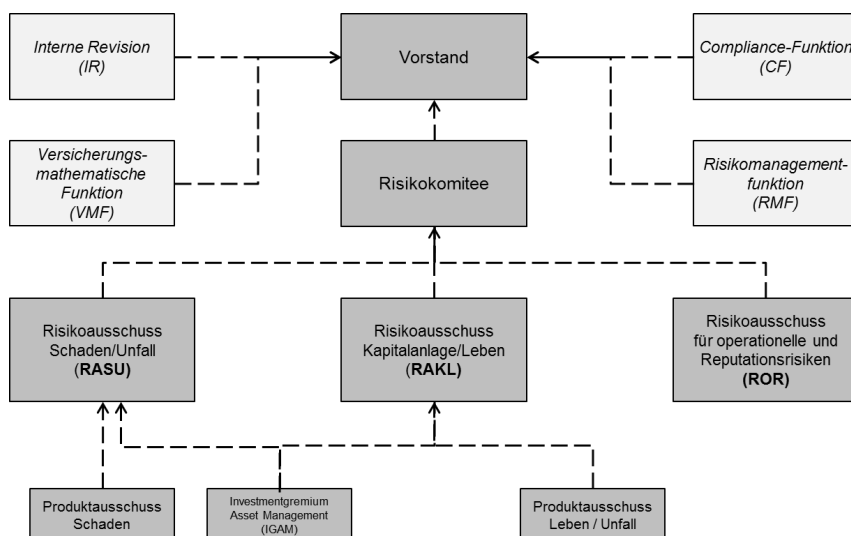 Interne Revision
(IR)
Vorstand
Compliance-Funktion
(CF)
Versicherungs-
mathematische
Funktion
(VMF)
Risikokomitee
Risikomanagement-
funktion
(RMF)
Risikoausschuss
Schaden/Unfall
(RASU)
Risikoausschuss
Kapitalanlage/Leben
(RAKL)
Risikoausschuss
für operationelle und
Reputationsrisiken
(ROR)
Produktausschuss
Schaden
Investmentgremium
Asset Management
(IGAM)
Produktausschuss
Leben / Unfall